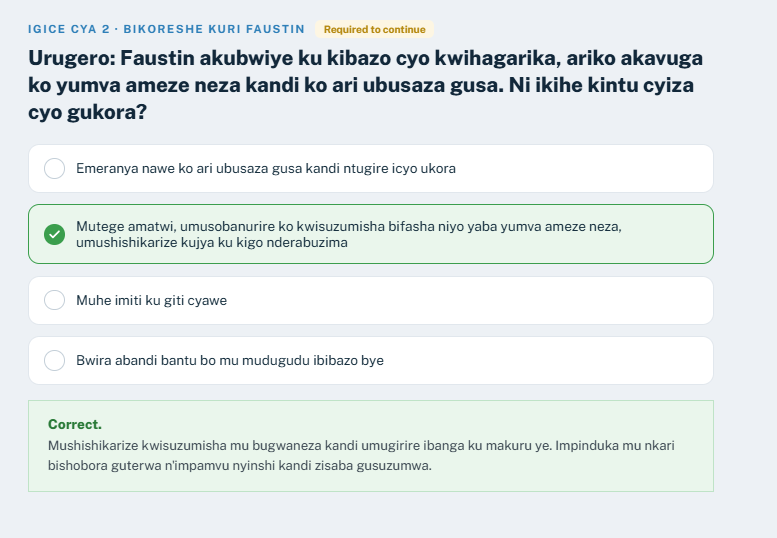 IGICE CYA 2 · BIKORESHE KURI FAUSTIN Required to continue
Urugero: Faustin akubwiye ku kibazo cyo kwihagarika, ariko akavuga
ko yumva ameze neza kandi ko ari ubusaza gusa. Ni ikihe kintu cyiza
cyo gukora?
Emeranya nawe ko ari ubusaza gusa kandi ntugire icyo ukora
Mutege amatwi, umusobanurire ko kwisuzumisha bifasha niyo yaba yumva ameze neza,
umushishikarize kujya ku kigo nderabuzima
Muhe imiti ku giti cyawe
Bwira abandi bantu bo mu mudugudu ibibazo bye
Correct.
Mushishikarize kwisuzumisha mu bugwaneza kandi umugirire ibanga ku makuru ye. Impinduka mu nkari
bishobora guterwa n'impamvu nyinshi kandi zisaba gusuzumwa.